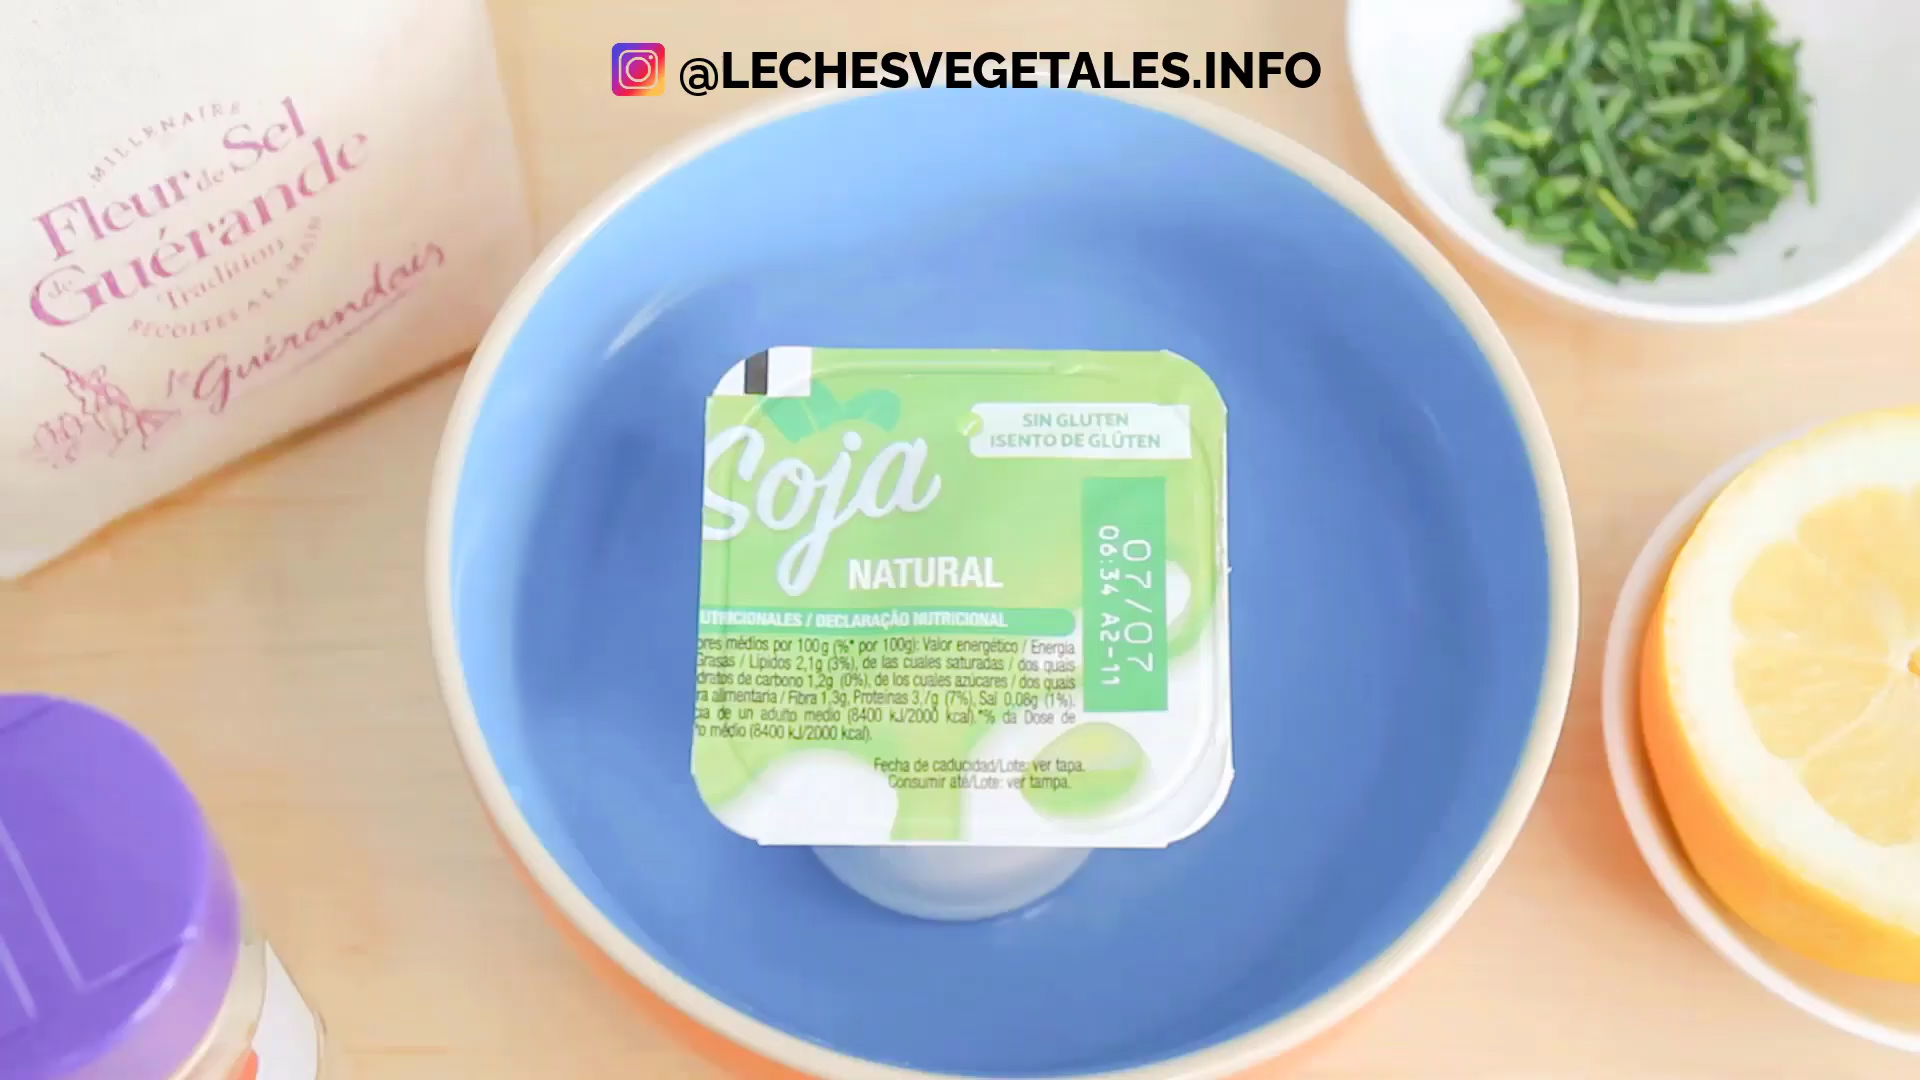 @LECHESVEGETALES.INFO
MILLENAIRE
Fleur de Sel
de Guérande
Tradition
RÉCOLTÉS A LA MAIN
le Guérandais
SIN GLUTEN
ISENTO DE GLÚTEN
Soja
NATURAL
07/07
06:34 A2-11
UTRICIONALES / DECLARAÇÃO NUTRICIONAL
ores médios por 100g (%* por 100g): Valor energético / Energia
Grasas / Lípidos 2,1g (3%), de las cuales saturadas / dos quais
dratos de carbono 1,2g (0%), de los cuales azúcares / dos quais
ra alimentaria / Fibra 1,3g, Proteínas 3,7g (7%), Sal 0,08g (1%).
cia de un adulto medio (8400 kJ/2000 kcal).*% da Dose de
o médio (8400 kJ/2000 kcal).
Fecha de caducidad/Lote: ver tapa.
Consumir até/Lote: ver tampa.